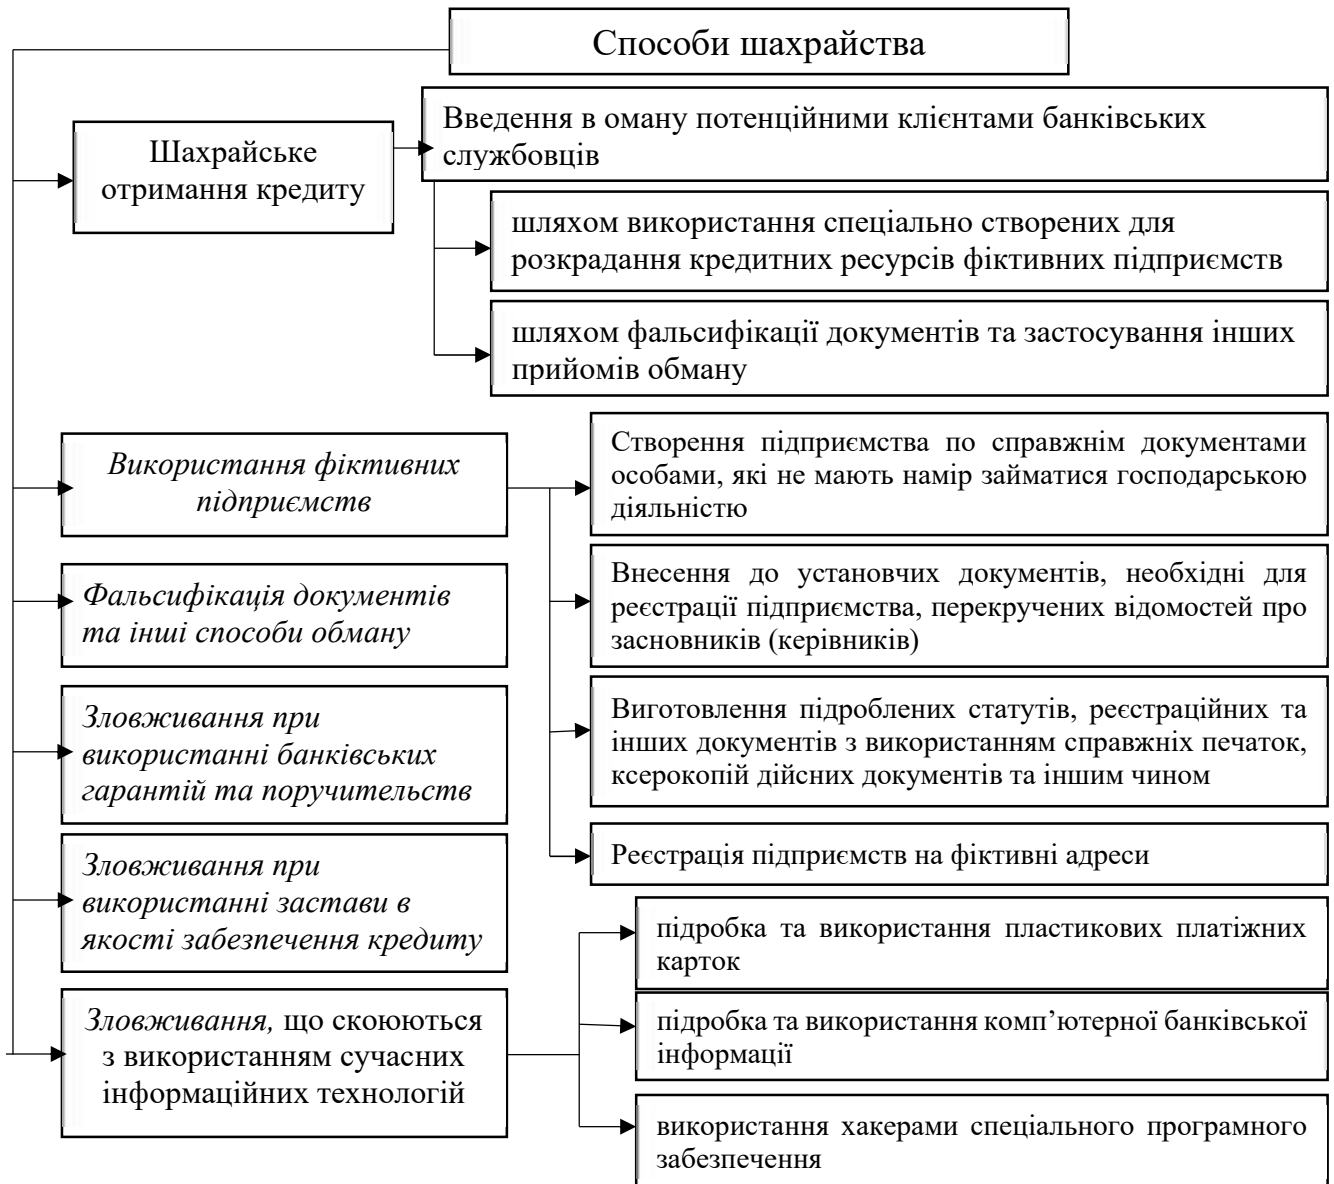 Способи шахрайства
Шахрайське
отримання кредиту
Введення в оману потенційними клієнтами банківських
службовців
шляхом використання спеціально створених для
розкрадання кредитних ресурсів фіктивних підприємств
шляхом фальсифікації документів та застосування інших
прийомів обману
Використання фіктивних
підприємств
Створення підприємства по справжнім документами
особами, які не мають намір займатися господарською
діяльністю
Внесення до установчих документів, необхідні для
реєстрації підприємства, перекручених відомостей про
засновників (керівників)
Виготовлення підроблених статутів, реєстраційних та
інших документів з використанням справжніх печаток,
ксерокопій дійсних документів та іншим чином
Реєстрація підприємств на фіктивні адреси
Фальсифікація документів
та інші способи обману
Зловживання при
використанні банківських
гарантій та поручительств
Зловживання при
використанні застави в
якості забезпечення кредиту
Зловживання, що скоюються
з використанням сучасних
інформаційних технологій
підробка та використання пластикових платіжних
карток
підробка та використання комп’ютерної банківської
інформації
використання хакерами спеціального програмного
забезпечення